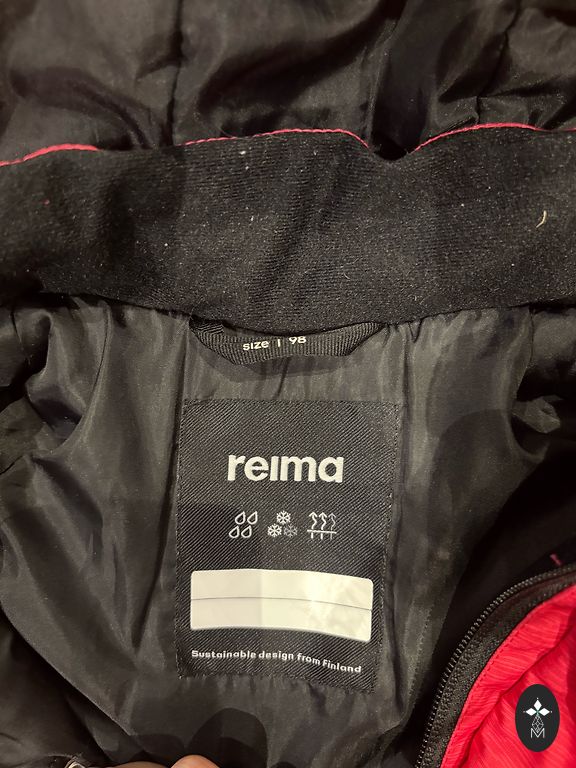 size | 98
reima
Sustainable design from Finland